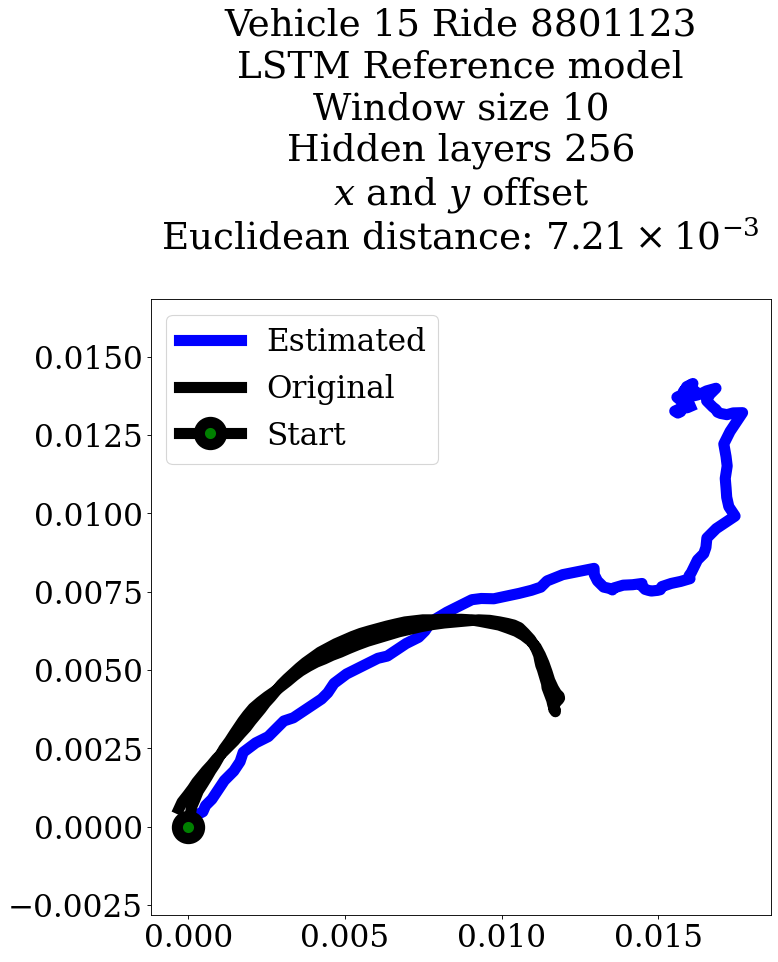 Vehicle 15 Ride 8801123
LSTM Reference model
Window size 10
Hidden layers 256
x and y offset
Euclidean distance: 7.21 × 10⁻³
Estimated
Original
Start
0.0150
0.0125
0.0100
0.0075
0.0050
0.0025
0.0000
−0.0025
0.000 0.005 0.010 0.015